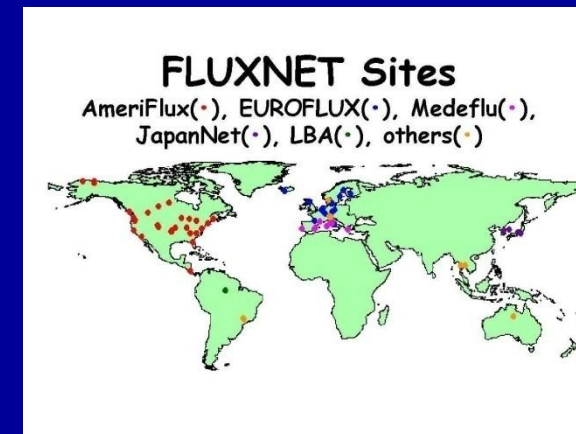 FLUXNET Sites
AmeriFlux(·), EUROFLUX(·), Medeflu(·),
JapanNet(·), LBA(·), others(·)